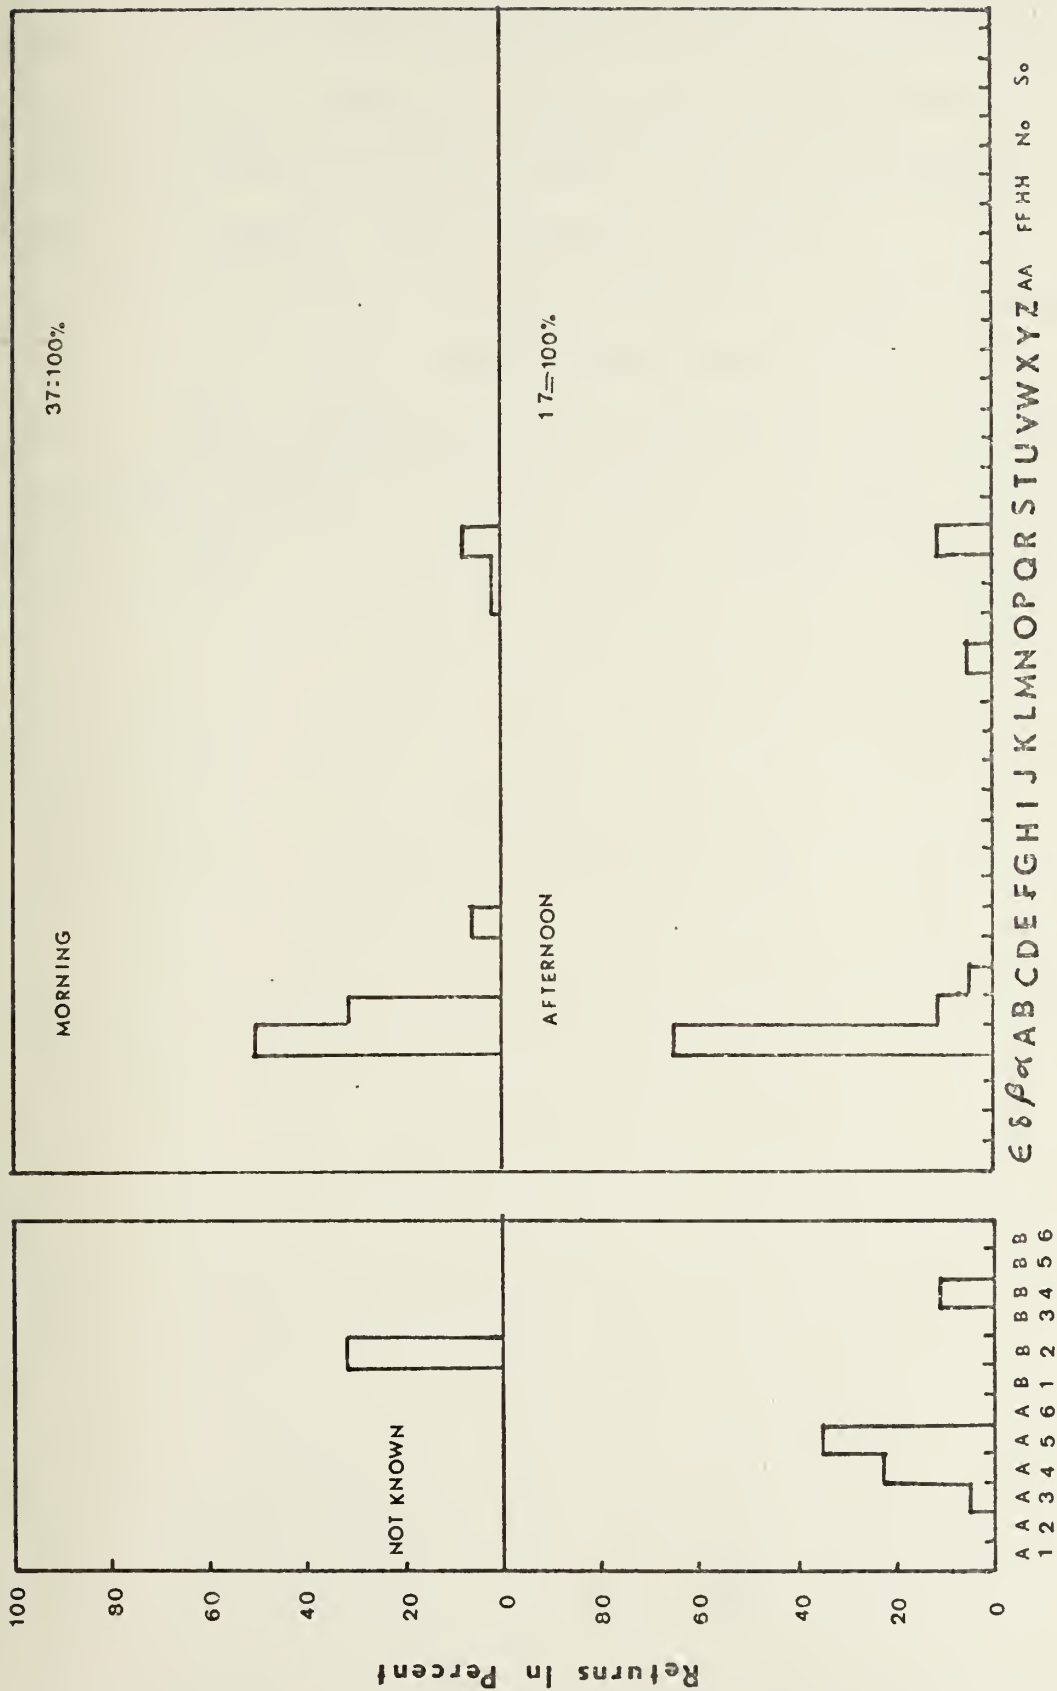 Returns In Percent
100
80
60
40
20
0
80
60
40
20
0
NOT KNOWN
MORNING
37=100%
AFTERNOON
17=100%
A A A A A A B B B B B B
1 2 3 4 5 6 1 2 3 4 5 6
ϵ δ β α A B C D E F G H I J K L M N O P Q R S T U V W X Y Z AA FF HH No So